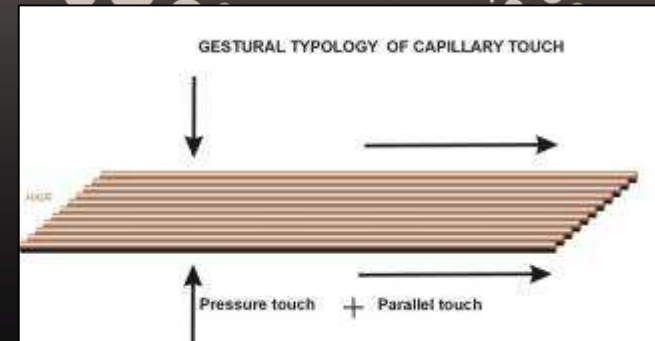 GESTURAL TYPOLOGY OF CAPILLARY TOUCH
HAIR
Pressure touch + Parallel touch